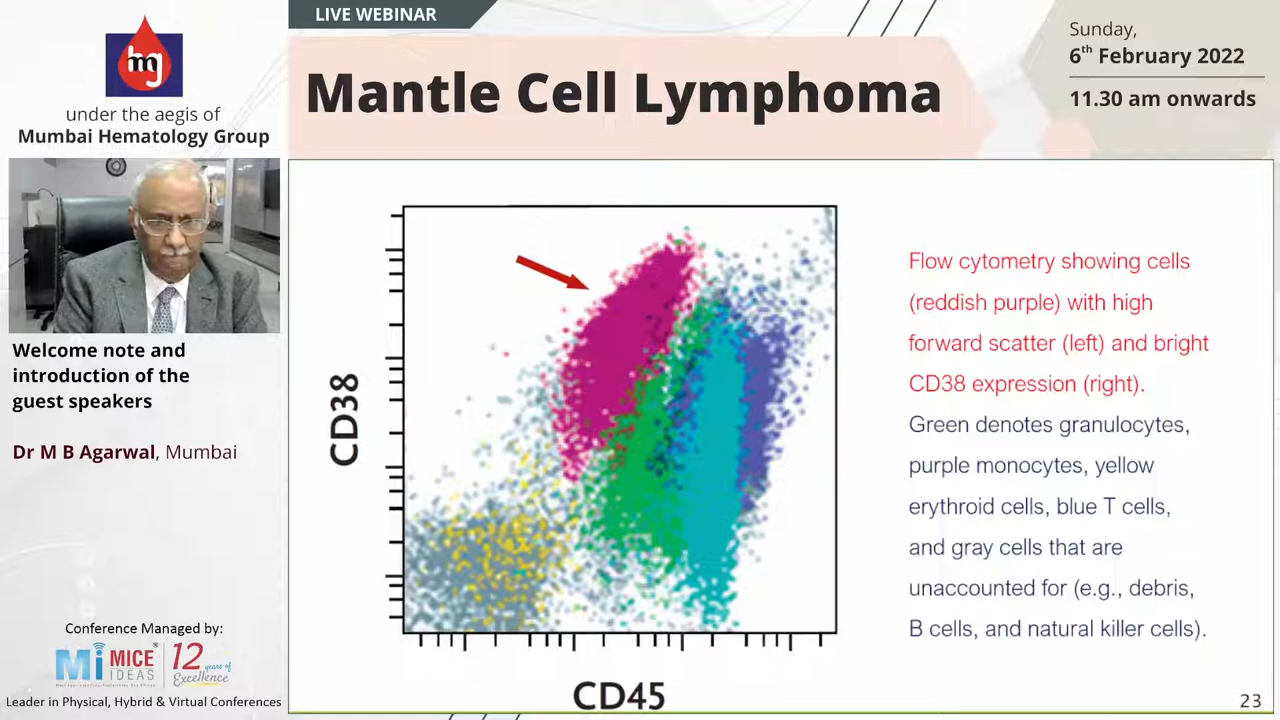 LIVE WEBINAR
Sunday,
6th February 2022
11.30 am onwards
Mantle Cell Lymphoma
mg
under the aegis of
Mumbai Hematology Group
Welcome note and
introduction of the
guest speakers
Dr M B Agarwal, Mumbai
Conference Managed by:
Mi MICE IDEAS
12 years of Excellence
Leader in Physical, Hybrid & Virtual Conferences
CD38
CD45
Flow cytometry showing cells
(reddish purple) with high
forward scatter (left) and bright
CD38 expression (right).
Green denotes granulocytes,
purple monocytes, yellow
erythroid cells, blue T cells,
and gray cells that are
unaccounted for (e.g., debris,
B cells, and natural killer cells).
23